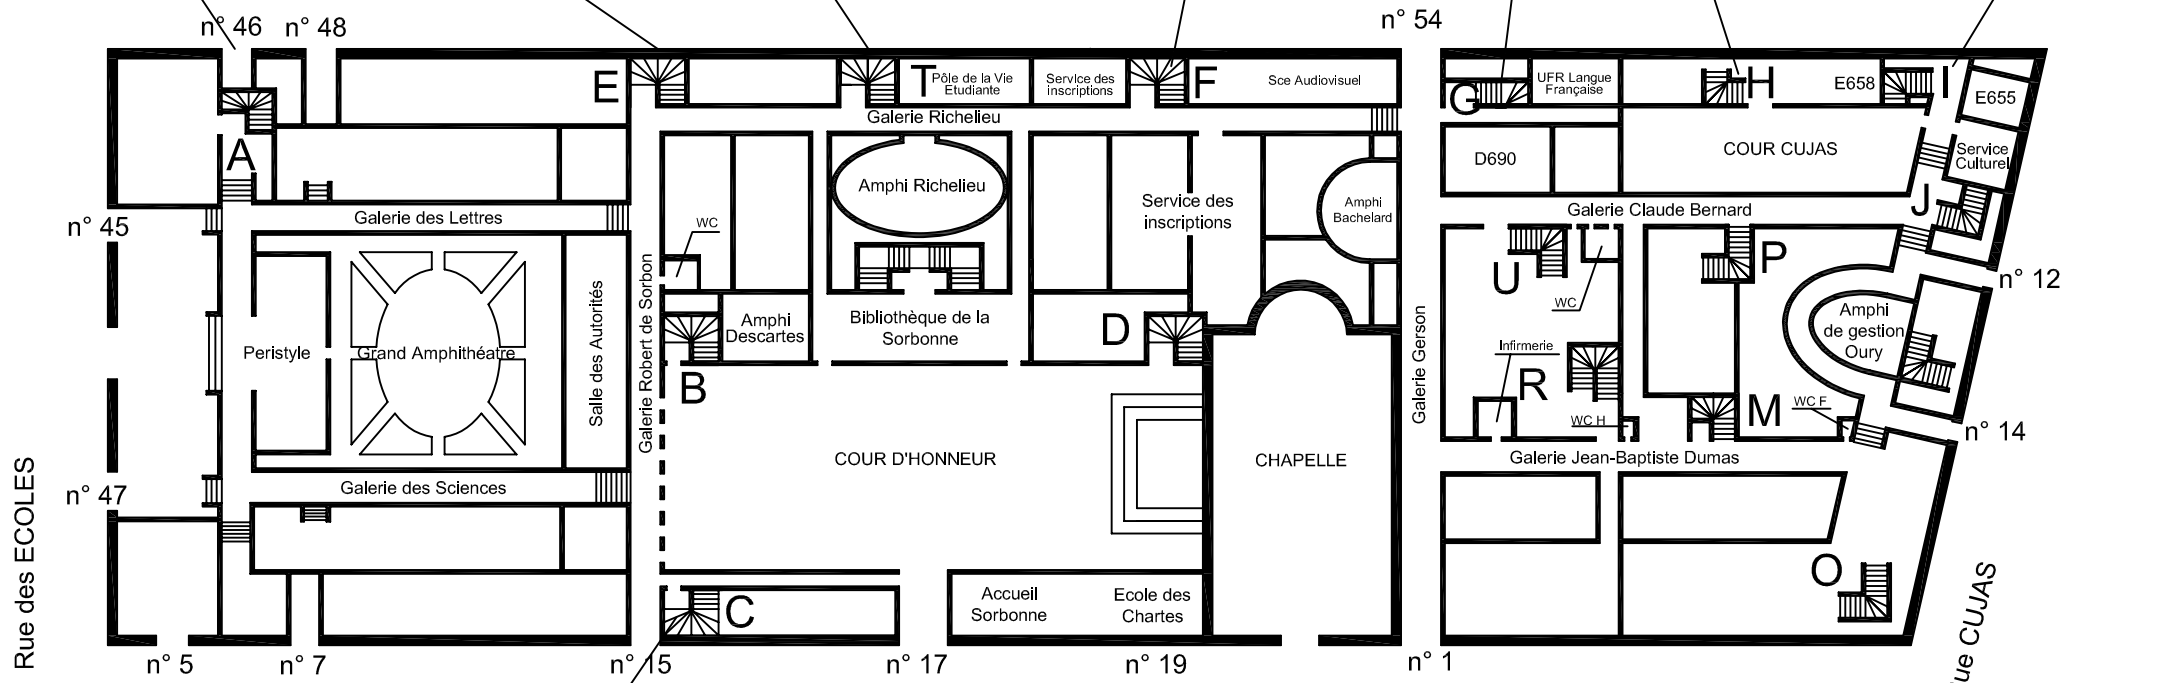 n° 46
n° 48
n° 54
E
T
Pôle de la Vie
Etudiante
Service des
inscriptions
F
Sce Audiovisuel
G
UFR Langue
Française
H
E658
I
E655
Galerie Richelieu
A
Amphi Richelieu
D690
COUR CUJAS
Service
Culturel
n° 45
Galerie des Lettres
WC
Service des
inscriptions
Amphi
Bachelard
Galerie Claude Bernard
J
U
WC
P
n° 12
Peristyle
Grand Amphithéatre
Salle des Autorités
Galerie Robert de Sorbon
Amphi
Descartes
Bibliothèque de la
Sorbonne
D
Galerie Gerson
Infirmerie
R
Amphi
de gestion
Oury
B
WC H
M
WC F
n° 14
COUR D'HONNEUR
CHAPELLE
Galerie Jean-Baptiste Dumas
Rue des ECOLES
n° 47
Galerie des Sciences
C
Accueil
Sorbonne
Ecole des
Chartes
O
n° 5
n° 7
n° 15
n° 17
n° 19
n° 1
ue CUJAS